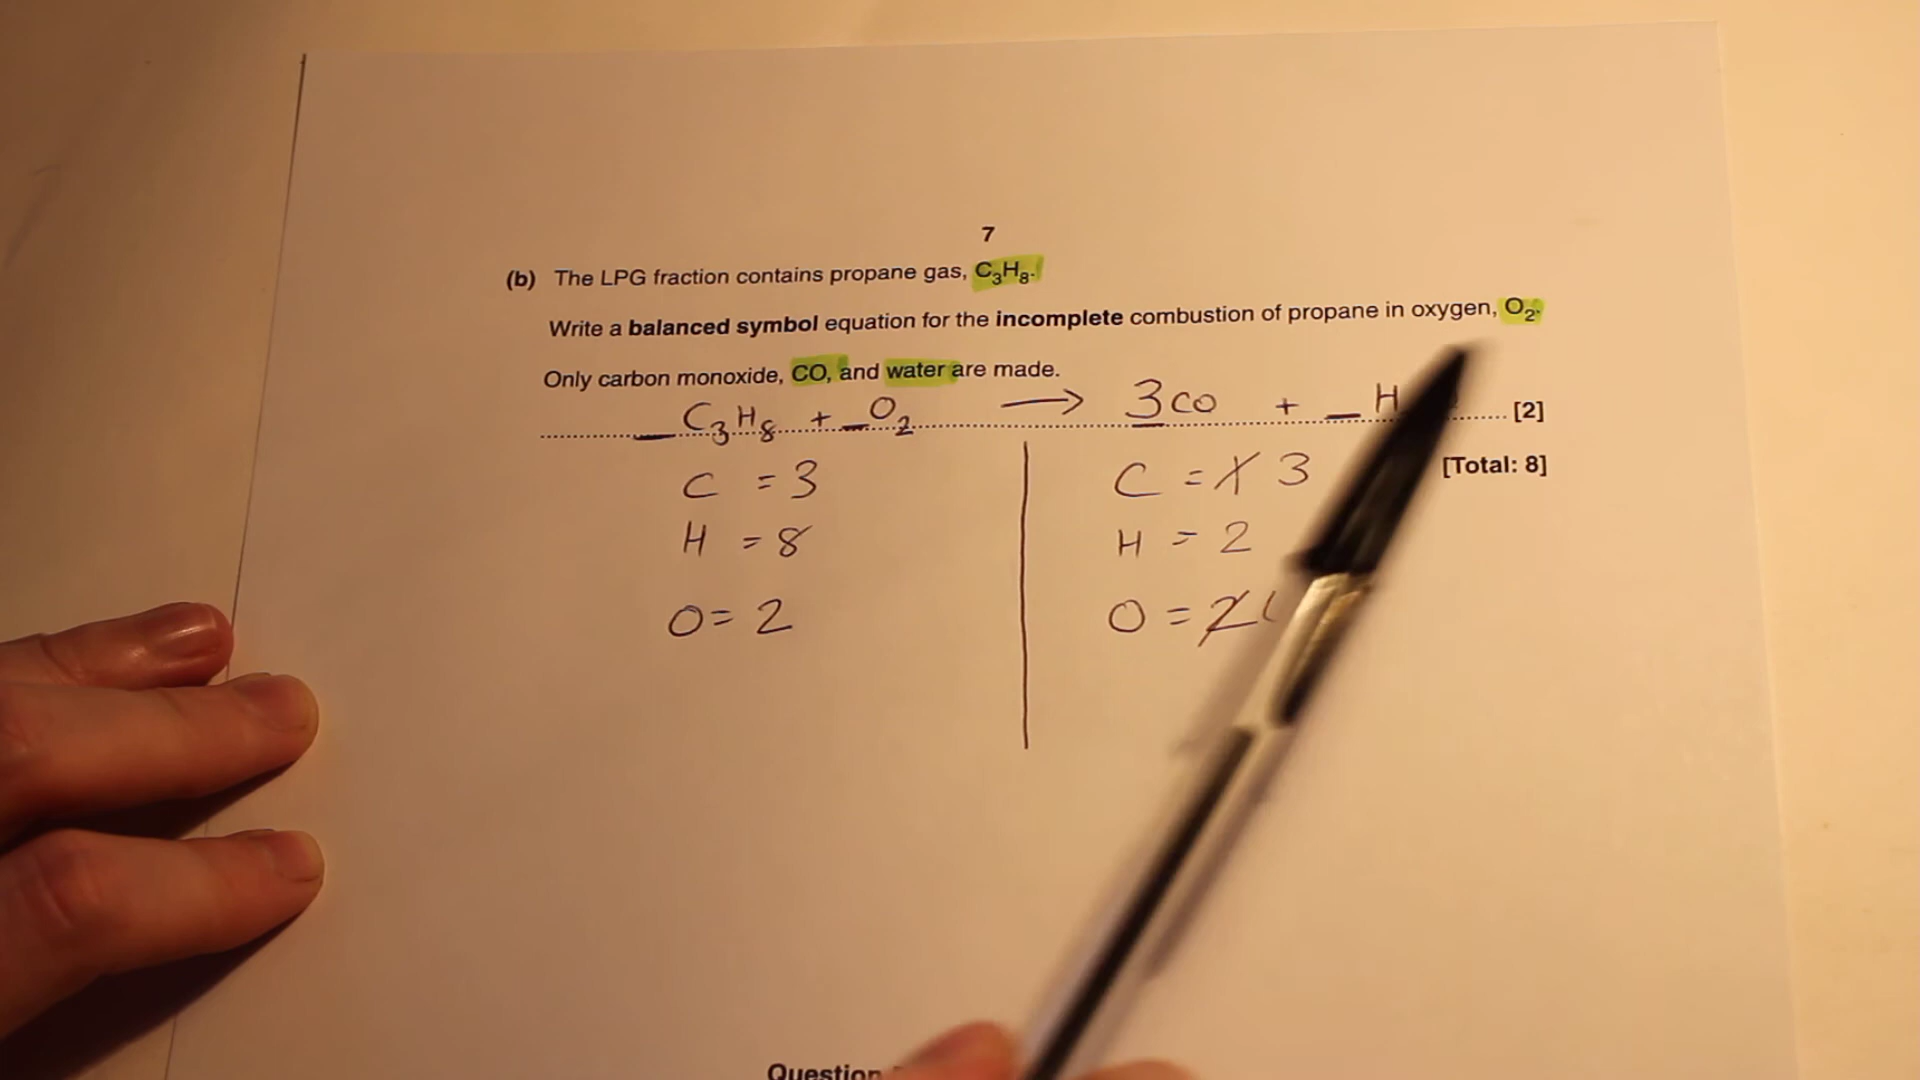 7
(b) The LPG fraction contains propane gas, C₃H₈.
Write a balanced symbol equation for the incomplete combustion of propane in oxygen, O₂.
Only carbon monoxide, CO, and water are made.
_ C₃H₈ + _ O₂ → 3CO + _ H [2]
C = 3 C = 1 3 [Total: 8]
H = 8 H = 2
O = 2 O = 2
Question